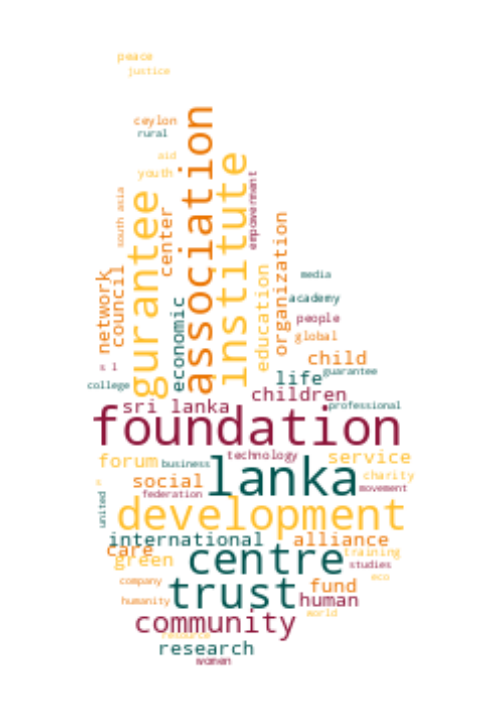 peace
justice
ceylon
rural
association
aid
institute
youth
empowerment
south asia
gurantee
center
organization
education
network
council
media
economic
academy
people
global
child
s l
life
guarantee
college
children
sri lanka
professional
foundation
technology
forum
business
lanka
service
social
charity
s
federation
movement
united
development
international
alliance
care
centre
training
green
studies
company
trust
fund
eco
humanity
human
world
community
resource
research
women